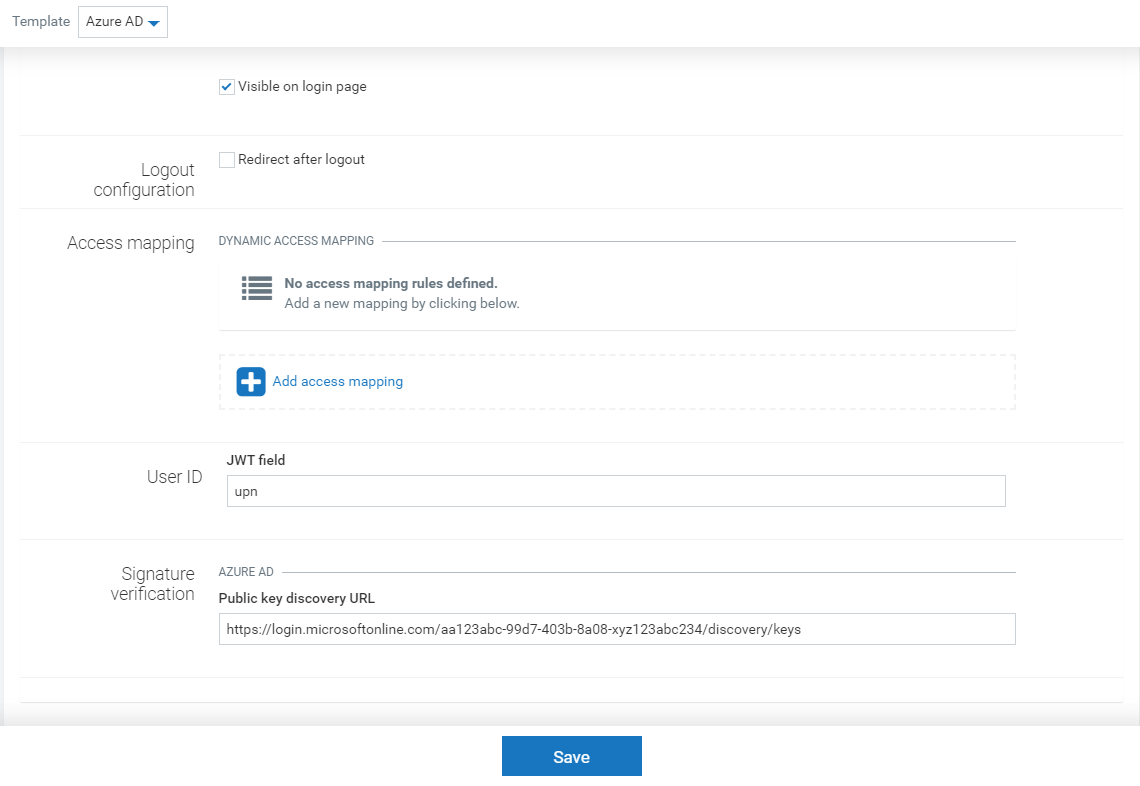 Template
Azure AD
Visible on login page
Logout
configuration
Redirect after logout
Access mapping
DYNAMIC ACCESS MAPPING
No access mapping rules defined.
Add a new mapping by clicking below.
Add access mapping
User ID
JWT field
upn
Signature
verification
AZURE AD
Public key discovery URL
https://login.microsoftonline.com/aa123abc-99d7-403b-8a08-xyz123abc234/discovery/keys
Save